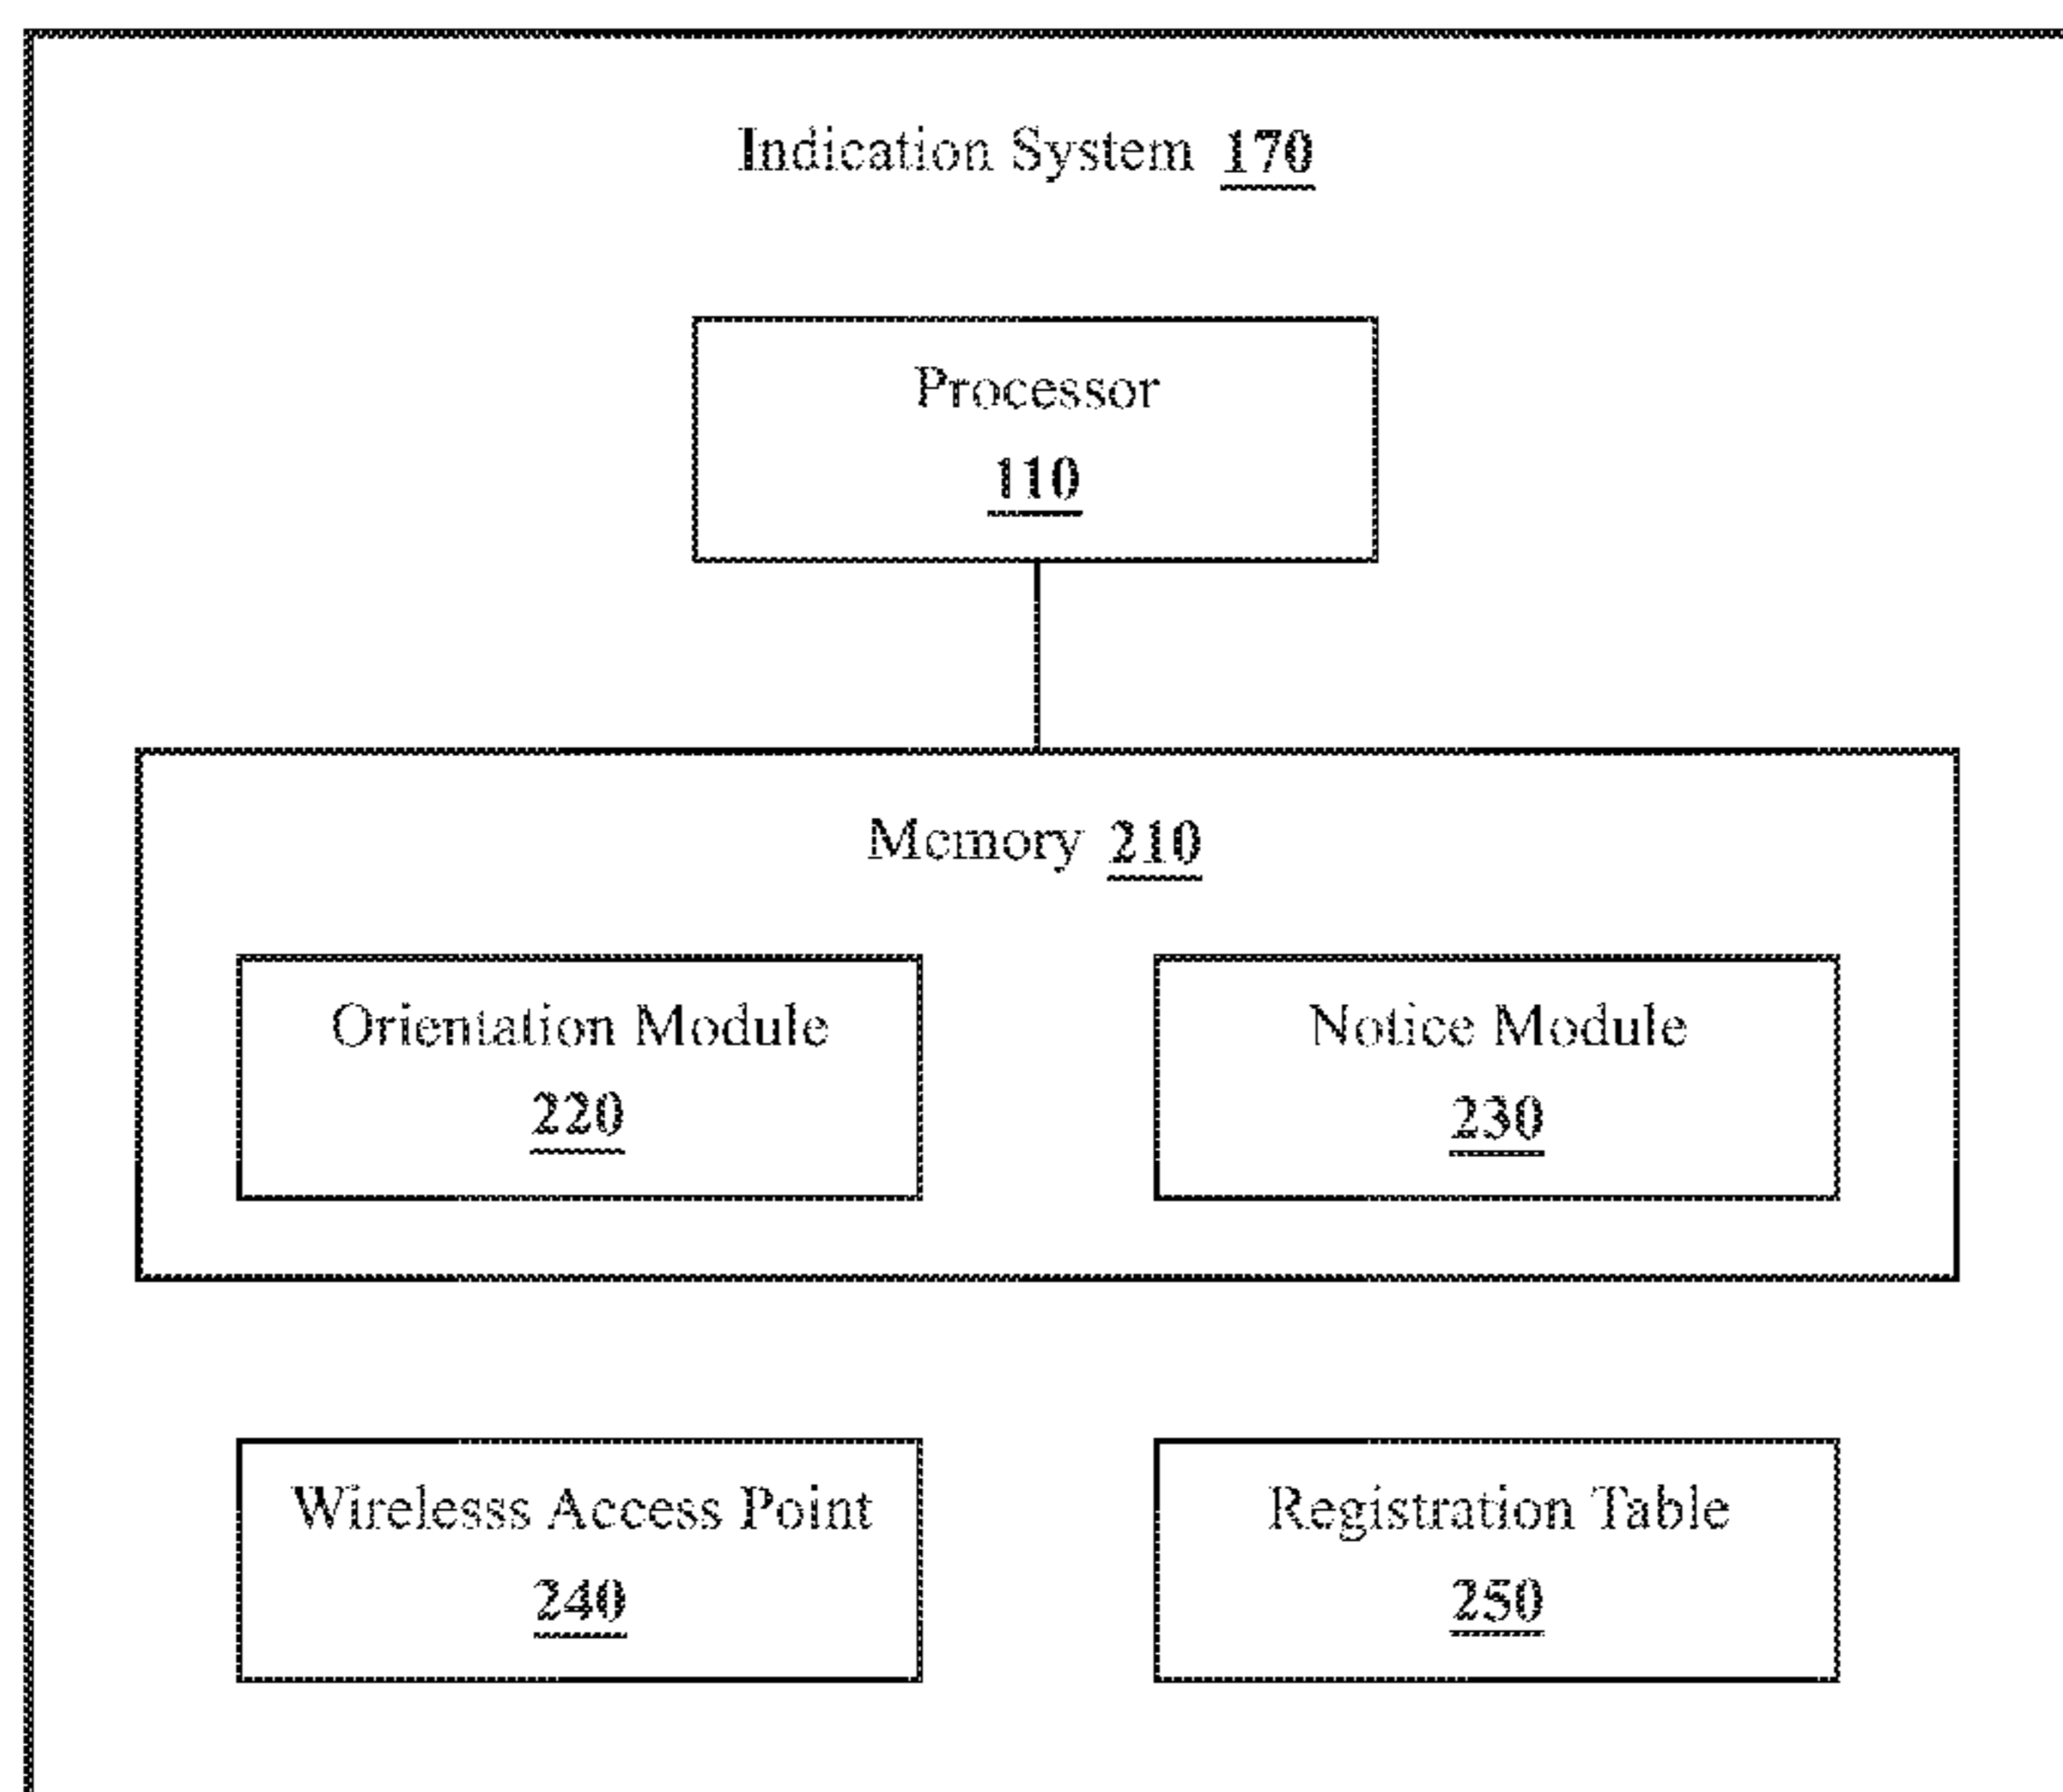 Indication System 170
Processor
110
Memory 210
Orientation Module
220
Notice Module
230
Wirelesss Access Point
240
Registration Table
250